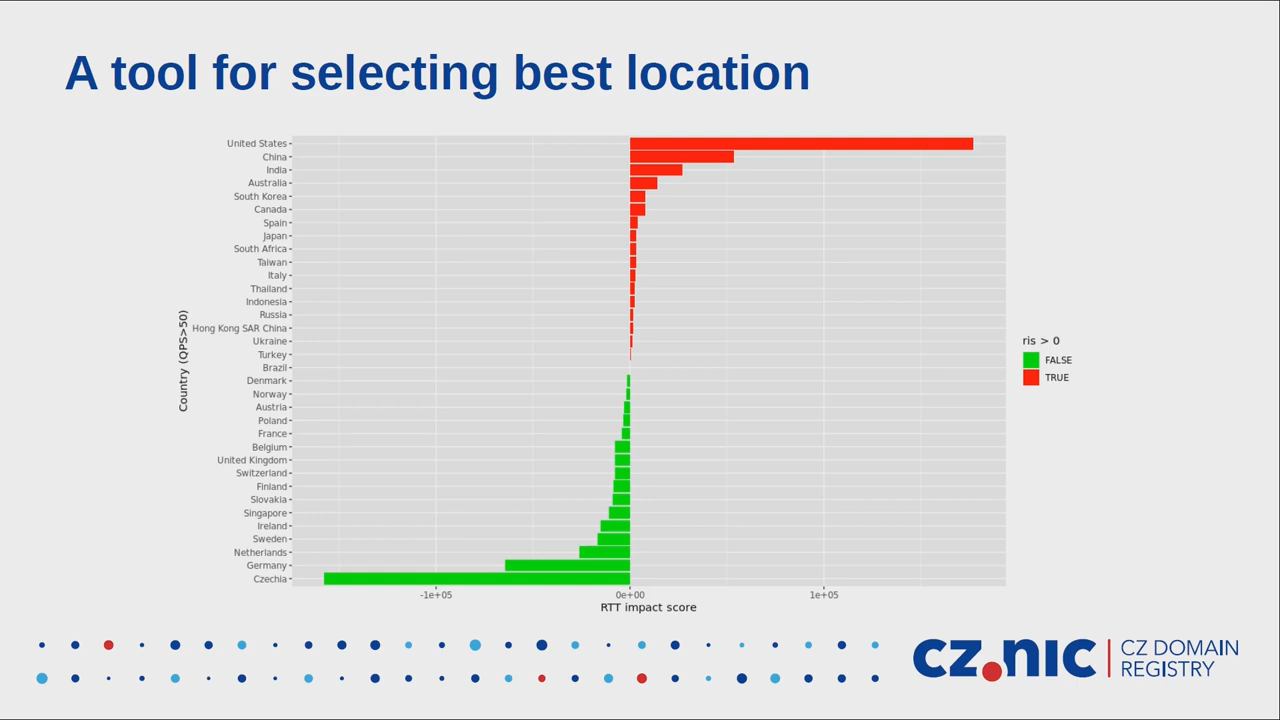 A tool for selecting best location
United States
China
India
Australia
South Korea
Canada
Spain
Japan
South Africa
Taiwan
Italy
Thailand
Indonesia
Russia
Hong Kong SAR China
Ukraine
Turkey
Brazil
Denmark
Norway
Austria
Poland
France
Belgium
United Kingdom
Switzerland
Finland
Slovakia
Singapore
Ireland
Sweden
Netherlands
Germany
Czechia
Country (QPS>50)
-1e+05 0e+00 1e+05
RTT impact score
ris > 0
FALSE
TRUE
cz.nic
CZ DOMAIN
REGISTRY